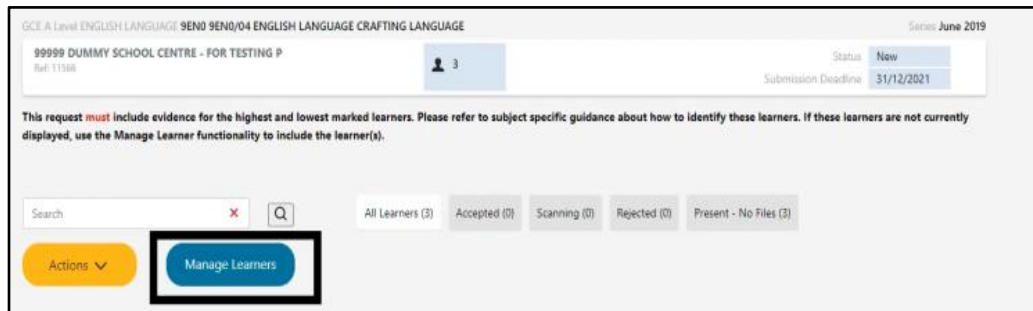 GCE A Level ENGLISH LANGUAGE 9EN0 9EN0/04 ENGLISH LANGUAGE CRAFTING LANGUAGE Series June 2019
99999 DUMMY SCHOOL CENTRE - FOR TESTING P
Ref: 11566
3
Status New
Submission Deadline 31/12/2021
This request must include evidence for the highest and lowest marked learners. Please refer to subject specific guidance about how to identify these learners. If these learners are not currently
displayed, use the Manage Learner functionality to include the learner(s).
Search
All Learners (3) Accepted (0) Scanning (0) Rejected (0) Present - No Files (3)
Actions Manage Learners